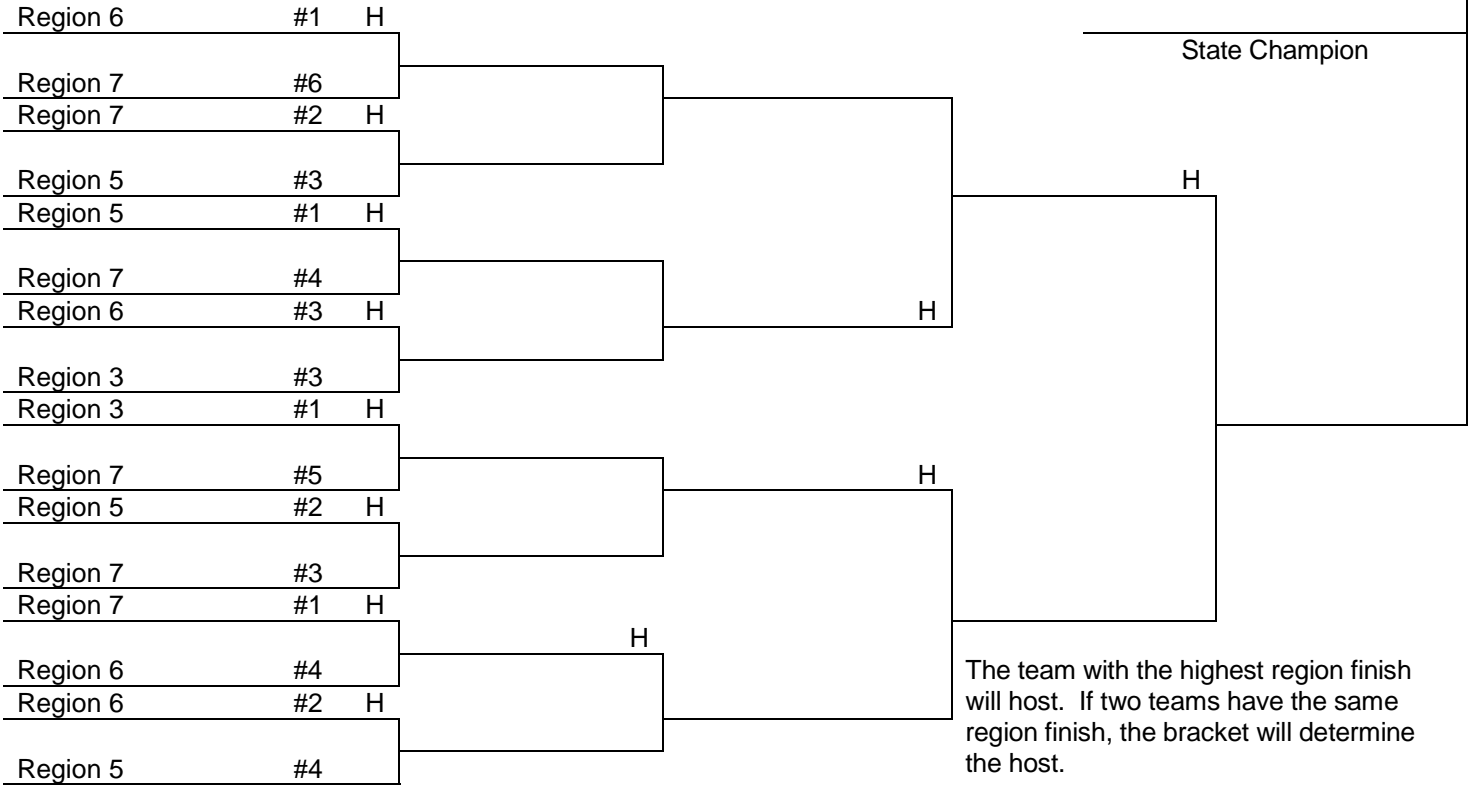 Region 6 #1 H
State Champion
Region 7 #6
Region 7 #2 H
Region 5 #3
H
Region 5 #1 H
Region 7 #4
Region 6 #3 H
H
Region 3 #3
Region 3 #1 H
Region 7 #5
H
Region 5 #2 H
Region 7 #3
Region 7 #1 H
H
Region 6 #4
Region 6 #2 H
Region 5 #4
The team with the highest region finish
will host. If two teams have the same
region finish, the bracket will determine
the host.